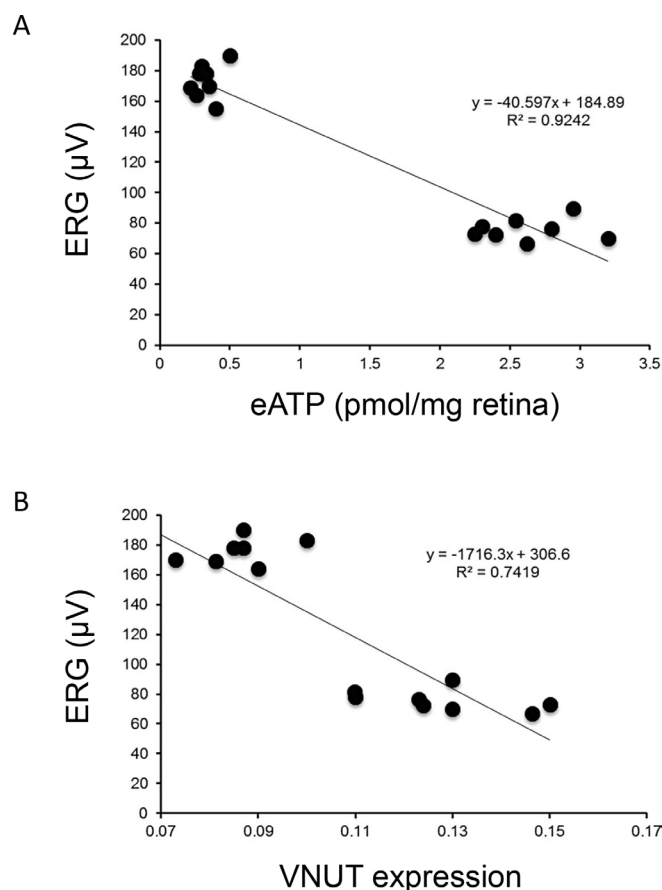 A
200
180
160
140
120
100
80
60
40
20
0
ERG (µV)
y = -40.597x + 184.89
R² = 0.9242
0 0.5 1 1.5 2 2.5 3 3.5
eATP (pmol/mg retina)
B
200
180
160
140
120
100
80
60
40
20
0
ERG (µV)
y = -1716.3x + 306.6
R² = 0.7419
0.07 0.09 0.11 0.13 0.15 0.17
VNUT expression